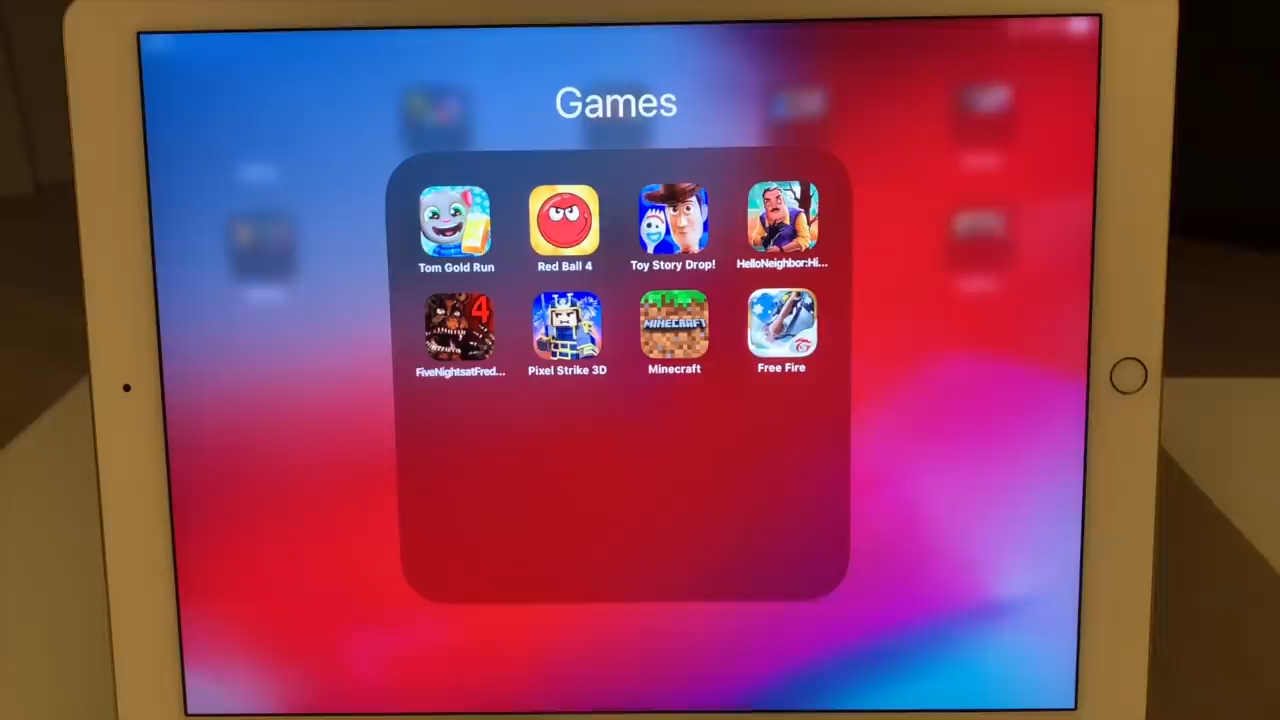 Games
Tom Gold Run
Red Ball 4
Toy Story Drop!
HelloNeighbor:Hi...
4
MINECRAFT
FiveNightsatFred...
Pixel Strike 3D
Minecraft
Free Fire